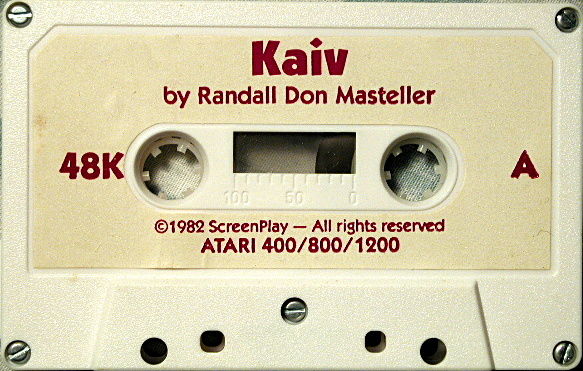 Kaiv
by Randall Don Masteller
48K
A
100 50 0
©1982 ScreenPlay — All rights reserved
ATARI 400/800/1200